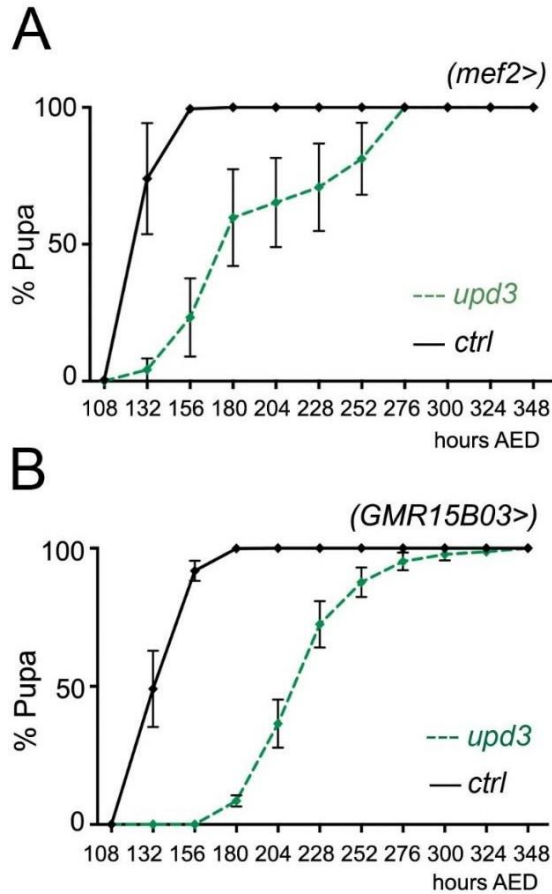 A
(mef2>)
100
50
0
% Pupa
upd3
ctrl
108 132 156 180 204 228 252 276 300 324 348
hours AED
B
(GMR15B03>)
100
50
0
% Pupa
upd3
ctrl
108 132 156 180 204 228 252 276 300 324 348
hours AED